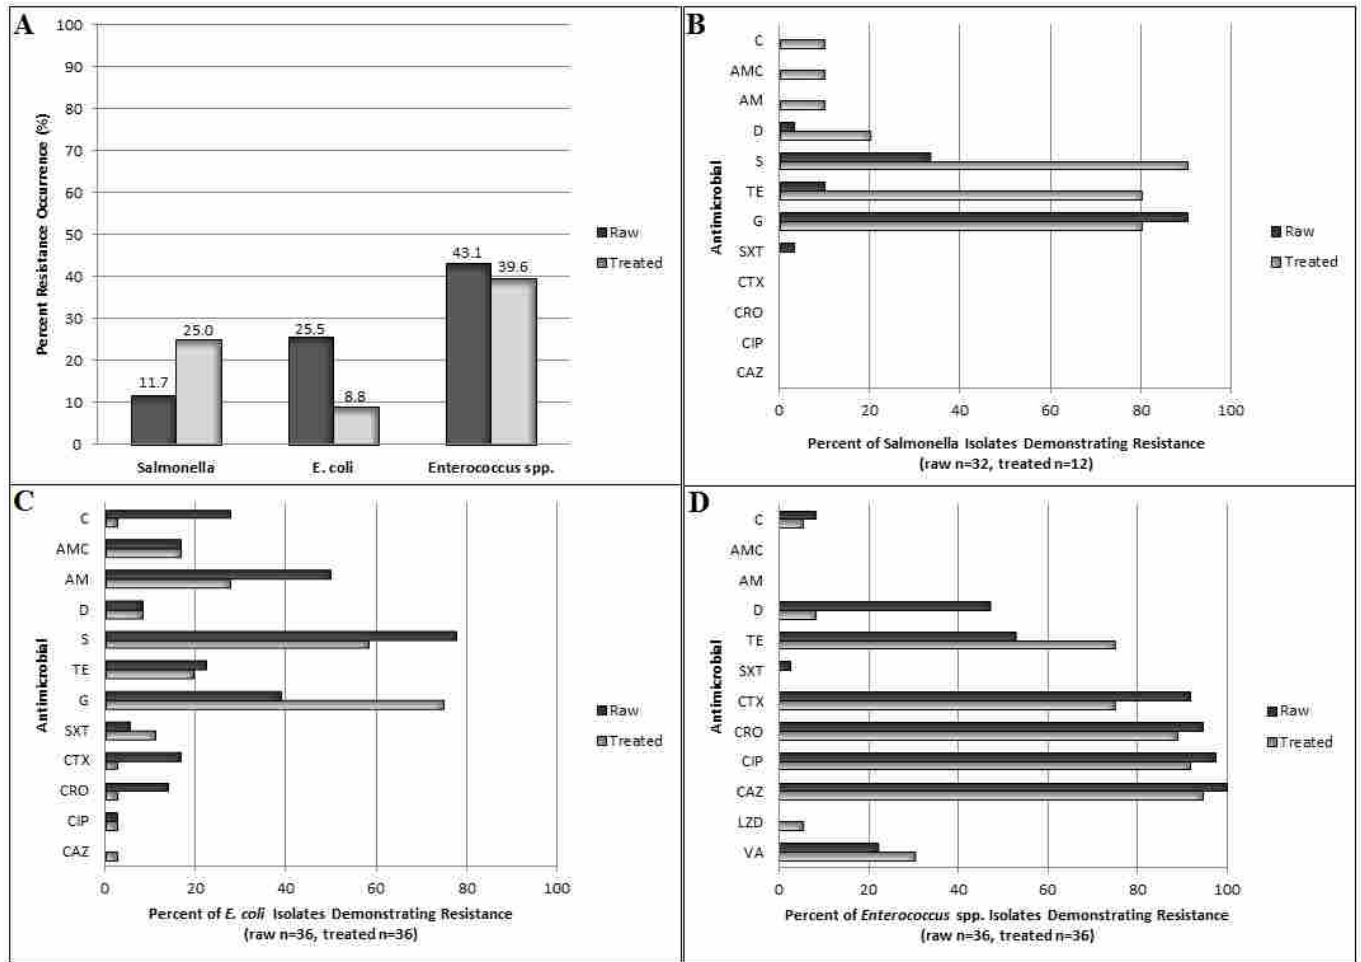 A
100
90
80
70
60
50
40
30
20
10
0
Percent Resistance Occurrence (%)
11.7
25.0
25.5
8.8
43.1
39.6
Salmonella
E. coli
Enterococcus spp.
Raw
Treated
B
Antimicrobial
C
AMC
AM
D
S
TE
G
SXT
CTX
CRO
CIP
CAZ
0 20 40 60 80 100
Percent of Salmonella Isolates Demonstrating Resistance
(raw n=32, treated n=12)
Raw
Treated
C
Antimicrobial
C
AMC
AM
D
S
TE
G
SXT
CTX
CRO
CIP
CAZ
0 20 40 60 80 100
Percent of E. coli Isolates Demonstrating Resistance
(raw n=36, treated n=36)
Raw
Treated
D
Antimicrobial
C
AMC
AM
D
TE
SXT
CTX
CRO
CIP
CAZ
LZD
VA
0 20 40 60 80 100
Percent of Enterococcus spp. Isolates Demonstrating Resistance
(raw n=36, treated n=36)
Raw
Treated